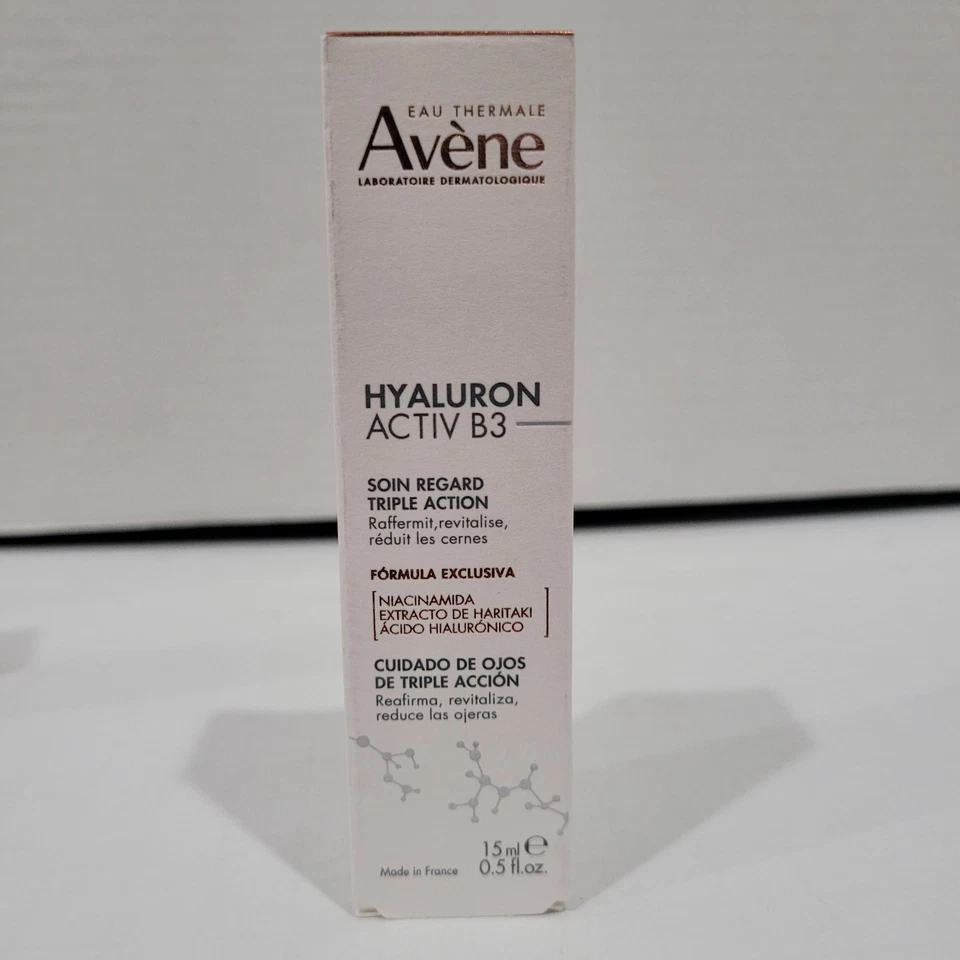 EAU THERMALE
Avène
LABORATOIRE DERMATOLOGIQUE
HYALURON
ACTIV B3
SOIN REGARD
TRIPLE ACTION
Raffermit, revitalise,
réduit les cernes
FÓRMULA EXCLUSIVA
NIACINAMIDA
EXTRACTO DE HARITAKI
ÁCIDO HIALURÓNICO
CUIDADO DE OJOS
DE TRIPLE ACCIÓN
Reafirma, revitaliza,
reduce las ojeras
15 ml ℮
Made in France 0.5 fl.oz.